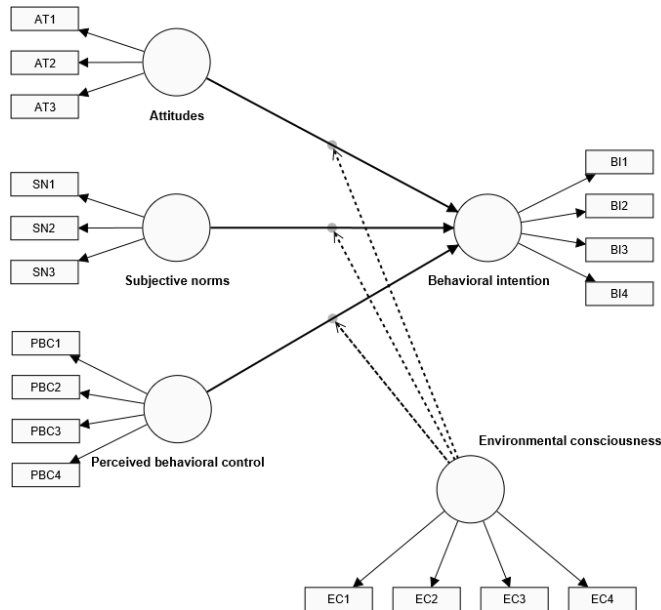 AT1
AT2
AT3
Attitudes
SN1
SN2
SN3
Subjective norms
BI1
BI2
BI3
BI4
Behavioral intention
PBC1
PBC2
PBC3
PBC4
Perceived behavioral control
Environmental consciousness
EC1
EC2
EC3
EC4